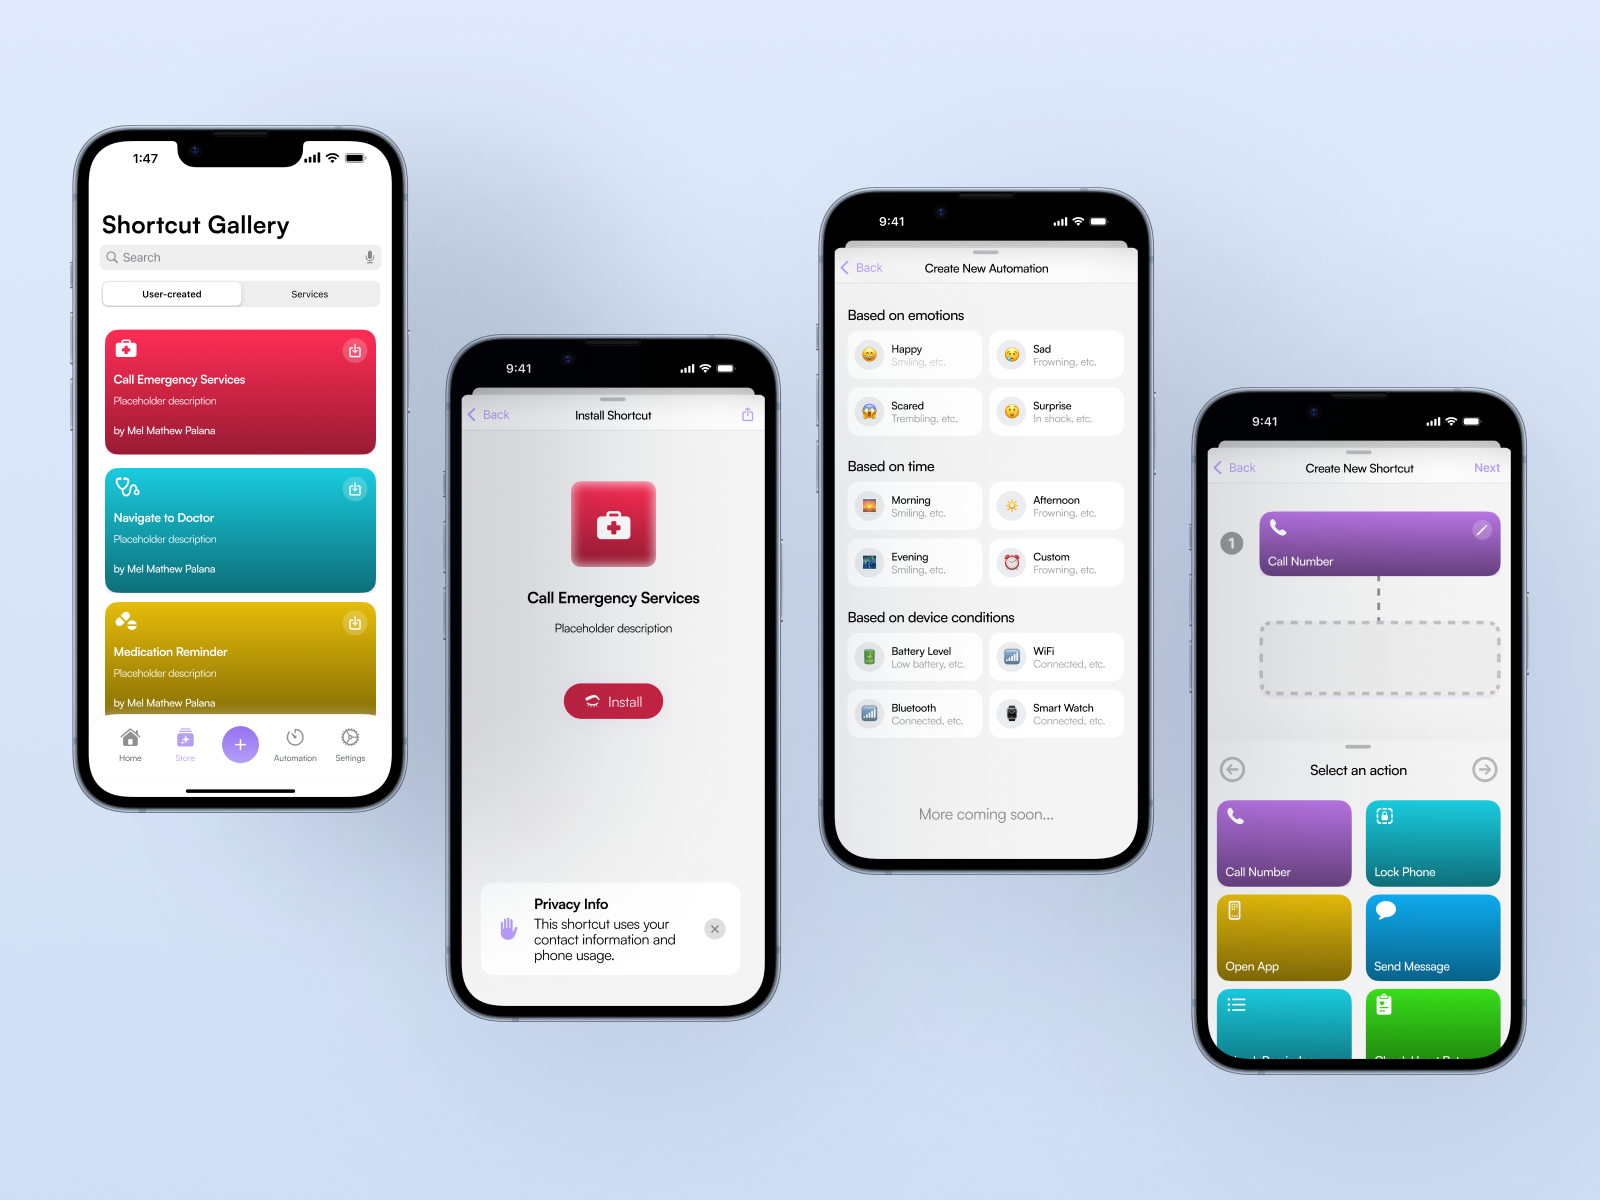 1:47
Shortcut Gallery
Search
User-created
Services
Call Emergency Services
Placeholder description
by Mel Mathew Palana
Navigate to Doctor
Placeholder description
by Mel Mathew Palana
Medication Reminder
Placeholder description
by Mel Mathew Palana
Home
Store
Automation
Settings
9:41
Back
Install Shortcut
Call Emergency Services
Placeholder description
Install
Privacy Info
This shortcut uses your
contact information and
phone usage.
9:41
Back
Create New Automation
Based on emotions
Happy
Smiling, etc.
Sad
Frowning, etc.
Scared
Trembling, etc.
Surprise
In shock, etc.
Based on time
Morning
Smiling, etc.
Afternoon
Frowning, etc.
Evening
Smiling, etc.
Custom
Frowning, etc.
Based on device conditions
Battery Level
Low battery, etc.
WiFi
Connected, etc.
Bluetooth
Connected, etc.
Smart Watch
Connected, etc.
More coming soon...
9:41
Back
Create New Shortcut
Next
1
Call Number
Select an action
Call Number
Lock Phone
Open App
Send Message